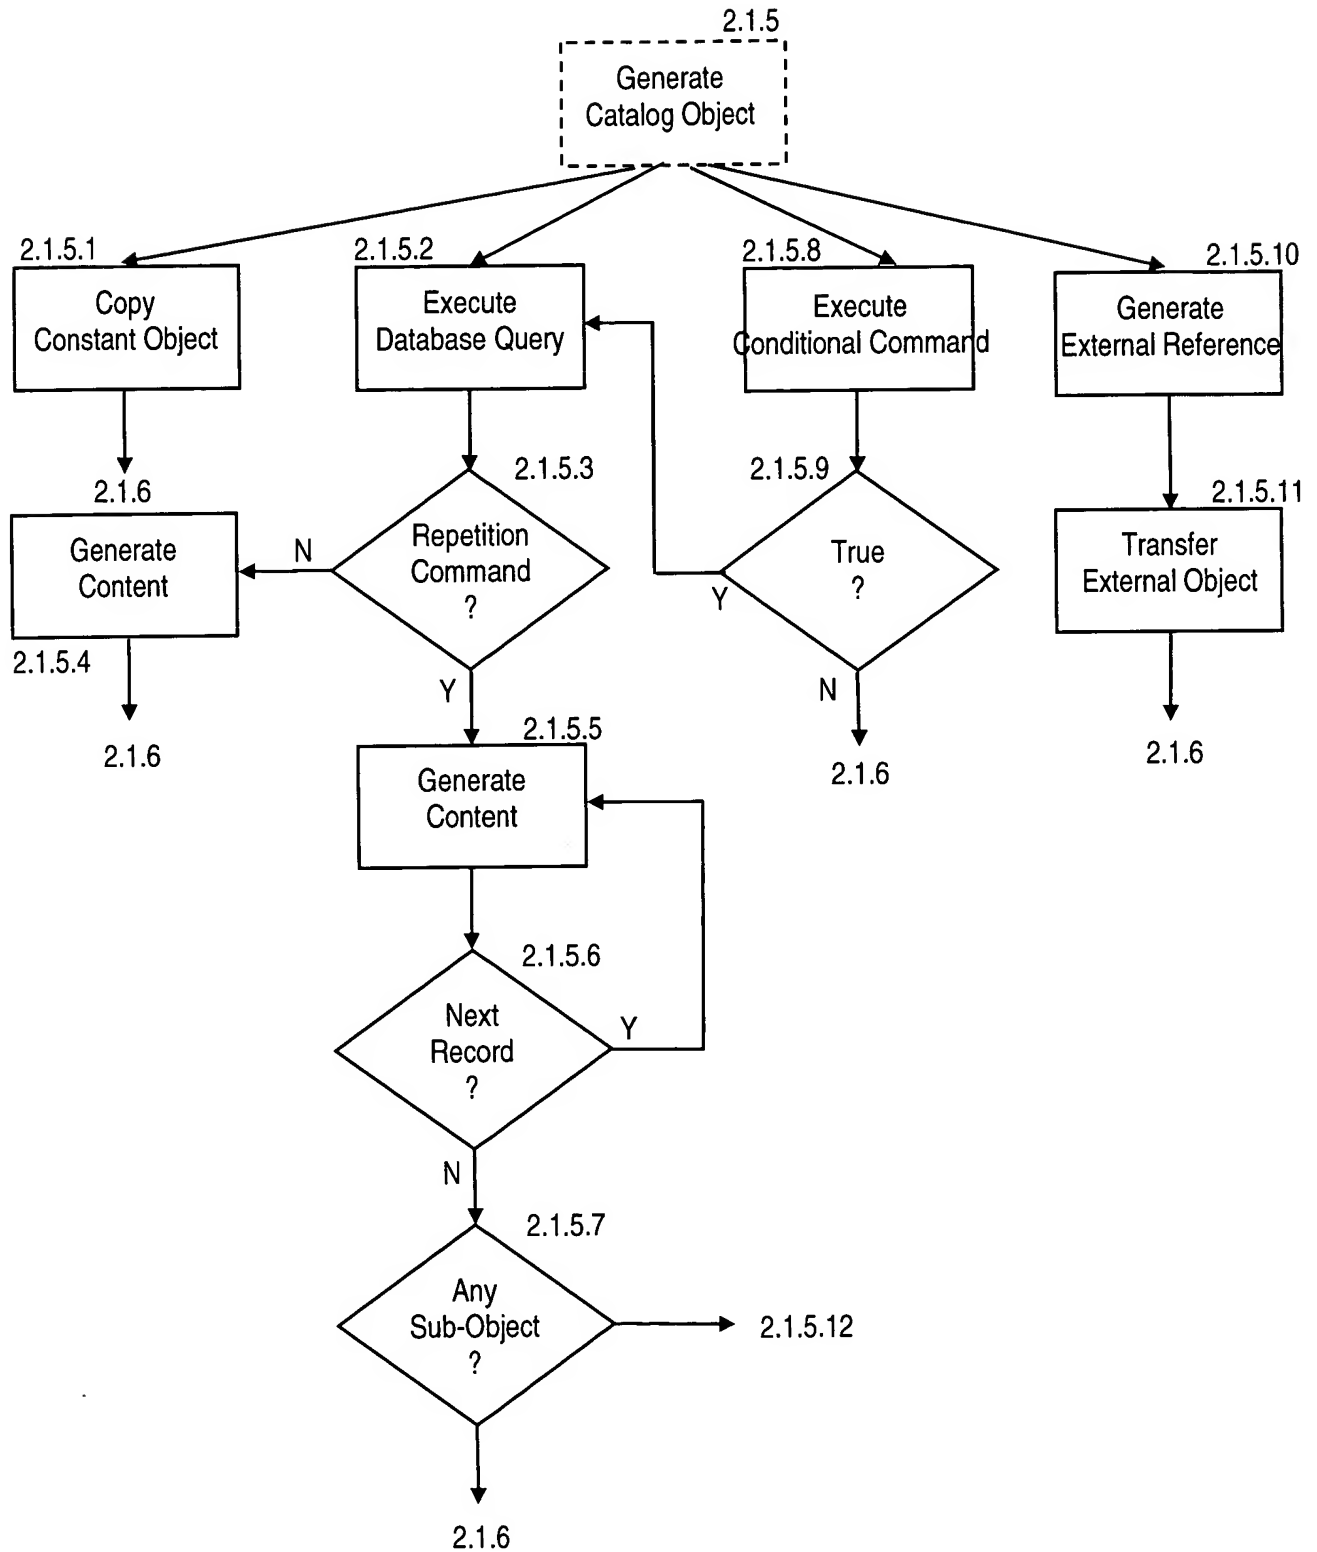 2.1.5
Generate
Catalog Object
2.1.5.1
Copy
Constant Object
2.1.5.2
Execute
Database Query
2.1.5.8
Execute
Conditional Command
2.1.5.10
Generate
External Reference
2.1.6
Generate
Content
2.1.5.4
2.1.6
N
2.1.5.3
Repetition
Command
?
Y
2.1.5.9
True
?
Y
N
2.1.6
2.1.5.11
Transfer
External Object
2.1.6
2.1.5.5
Generate
Content
2.1.5.6
Next
Record
?
Y
N
2.1.5.7
Any
Sub-Object
?
2.1.5.12
2.1.6